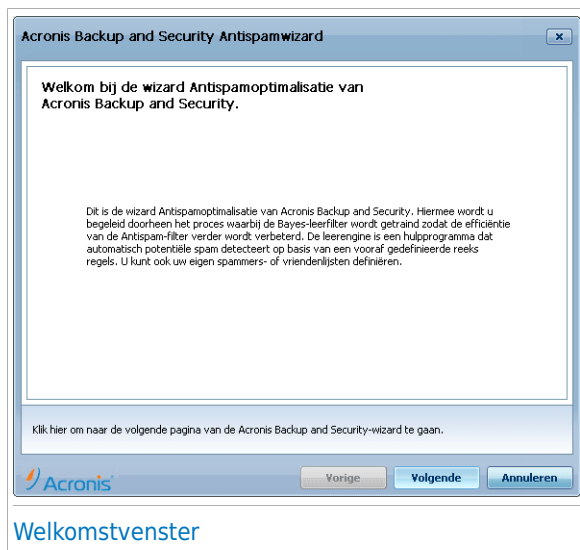 Acronis Backup and Security Antispamwizard
Welkom bij de wizard Antispamoptimalisatie van
Acronis Backup and Security.
Dit is de wizard Antispamoptimalisatie van Acronis Backup and Security. Hiermee wordt u
begeleid doorheen het proces waarbij de Bayes-leerfilter wordt getraind zodat de efficiëntie
van de Antispam-filter verder wordt verbeterd. De leerengine is een hulpprogramma dat
automatisch potentiële spam detecteert op basis van een vooraf gedefinieerde reeks
regels. U kunt ook uw eigen spammers- of vriendenlijsten definiëren.
Klik hier om naar de volgende pagina van de Acronis Backup and Security-wizard te gaan.
Acronis
Vorige
Volgende
Annuleren
Welkomstvenster